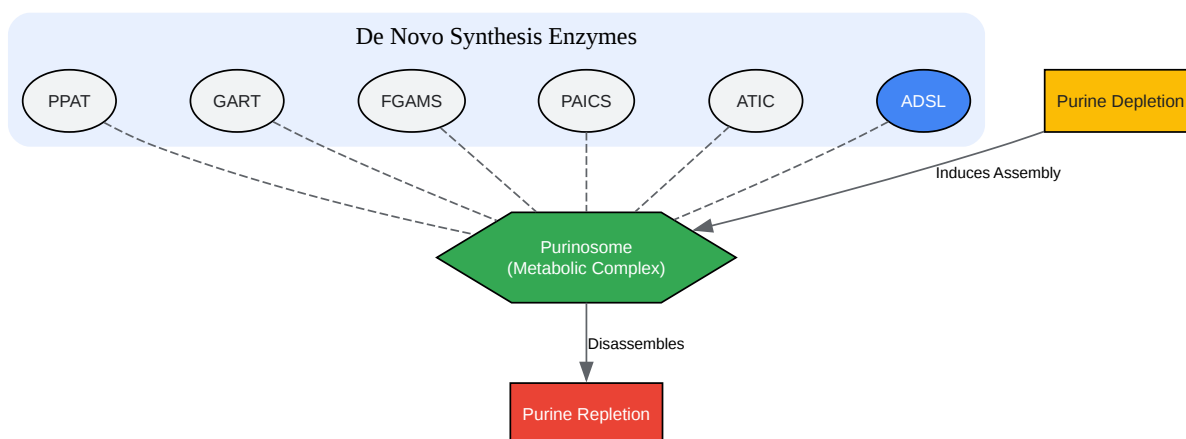 De Novo Synthesis Enzymes
PPAT
GART
FGAMS
PAICS
ATIC
ADSL
Purine Depletion
Induces Assembly
Purinosome
(Metabolic Complex)
Disassembles
Purine Repletion